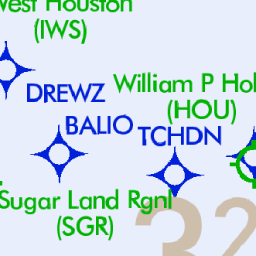 West Houston
(IWS)
DREWZ
William P Hol
(HOU)
BALIO
TCHDN
Sugar Land Rgnl
(SGR)
32